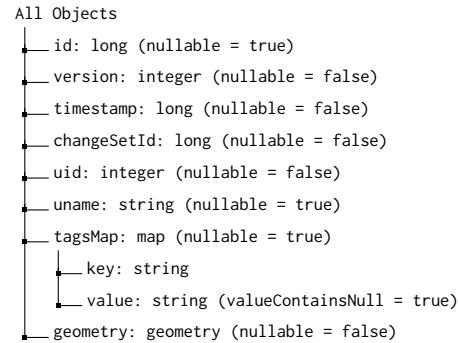 All Objects
id: long (nullable = true)
version: integer (nullable = false)
timestamp: long (nullable = false)
changeSetId: long (nullable = false)
uid: integer (nullable = false)
uname: string (nullable = true)
tagsMap: map (nullable = true)
key: string
value: string (valueContainsNull = true)
geometry: geometry (nullable = false)